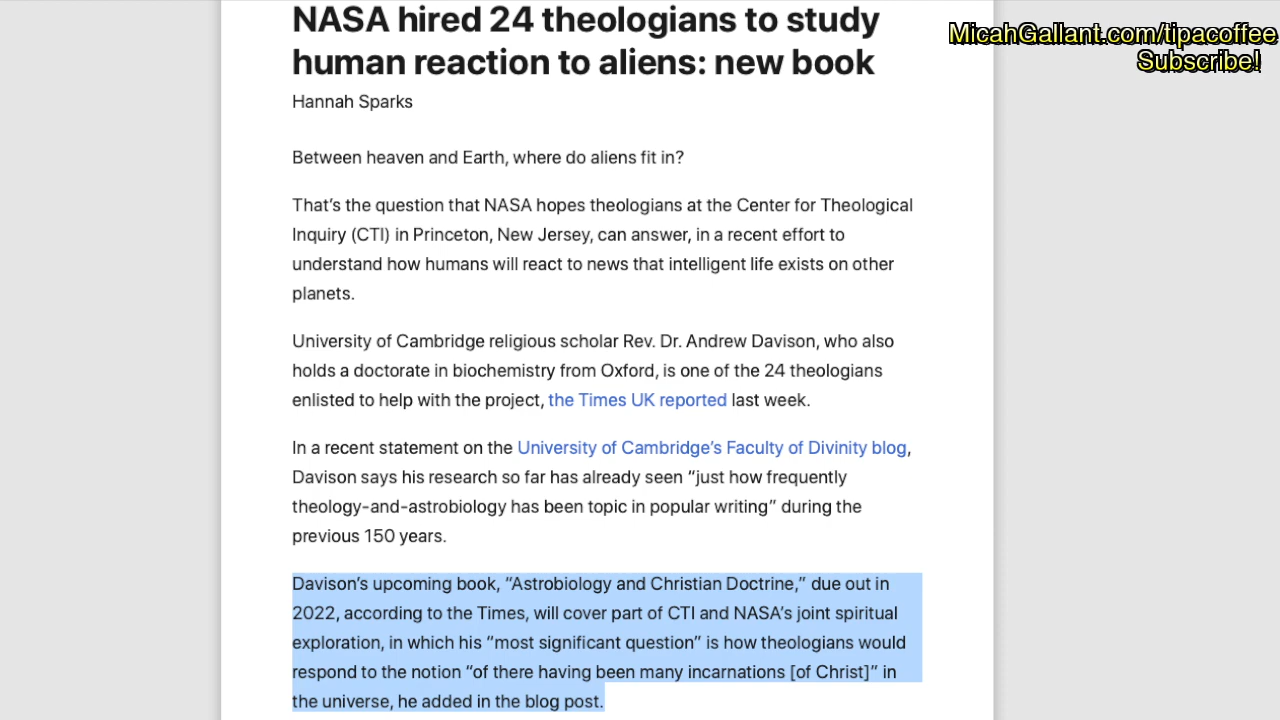 NASA hired 24 theologians to study
human reaction to aliens: new book
MicahGallant.com/tipacoffee
Subscribe!
Hannah Sparks
Between heaven and Earth, where do aliens fit in?
That’s the question that NASA hopes theologians at the Center for Theological
Inquiry (CTI) in Princeton, New Jersey, can answer, in a recent effort to
understand how humans will react to news that intelligent life exists on other
planets.
University of Cambridge religious scholar Rev. Dr. Andrew Davison, who also
holds a doctorate in biochemistry from Oxford, is one of the 24 theologians
enlisted to help with the project, the Times UK reported last week.
In a recent statement on the University of Cambridge’s Faculty of Divinity blog,
Davison says his research so far has already seen “just how frequently
theology-and-astrobiology has been topic in popular writing” during the
previous 150 years.
Davison’s upcoming book, “Astrobiology and Christian Doctrine,” due out in
2022, according to the Times, will cover part of CTI and NASA’s joint spiritual
exploration, in which his “most significant question” is how theologians would
respond to the notion “of there having been many incarnations [of Christ]” in
the universe, he added in the blog post.